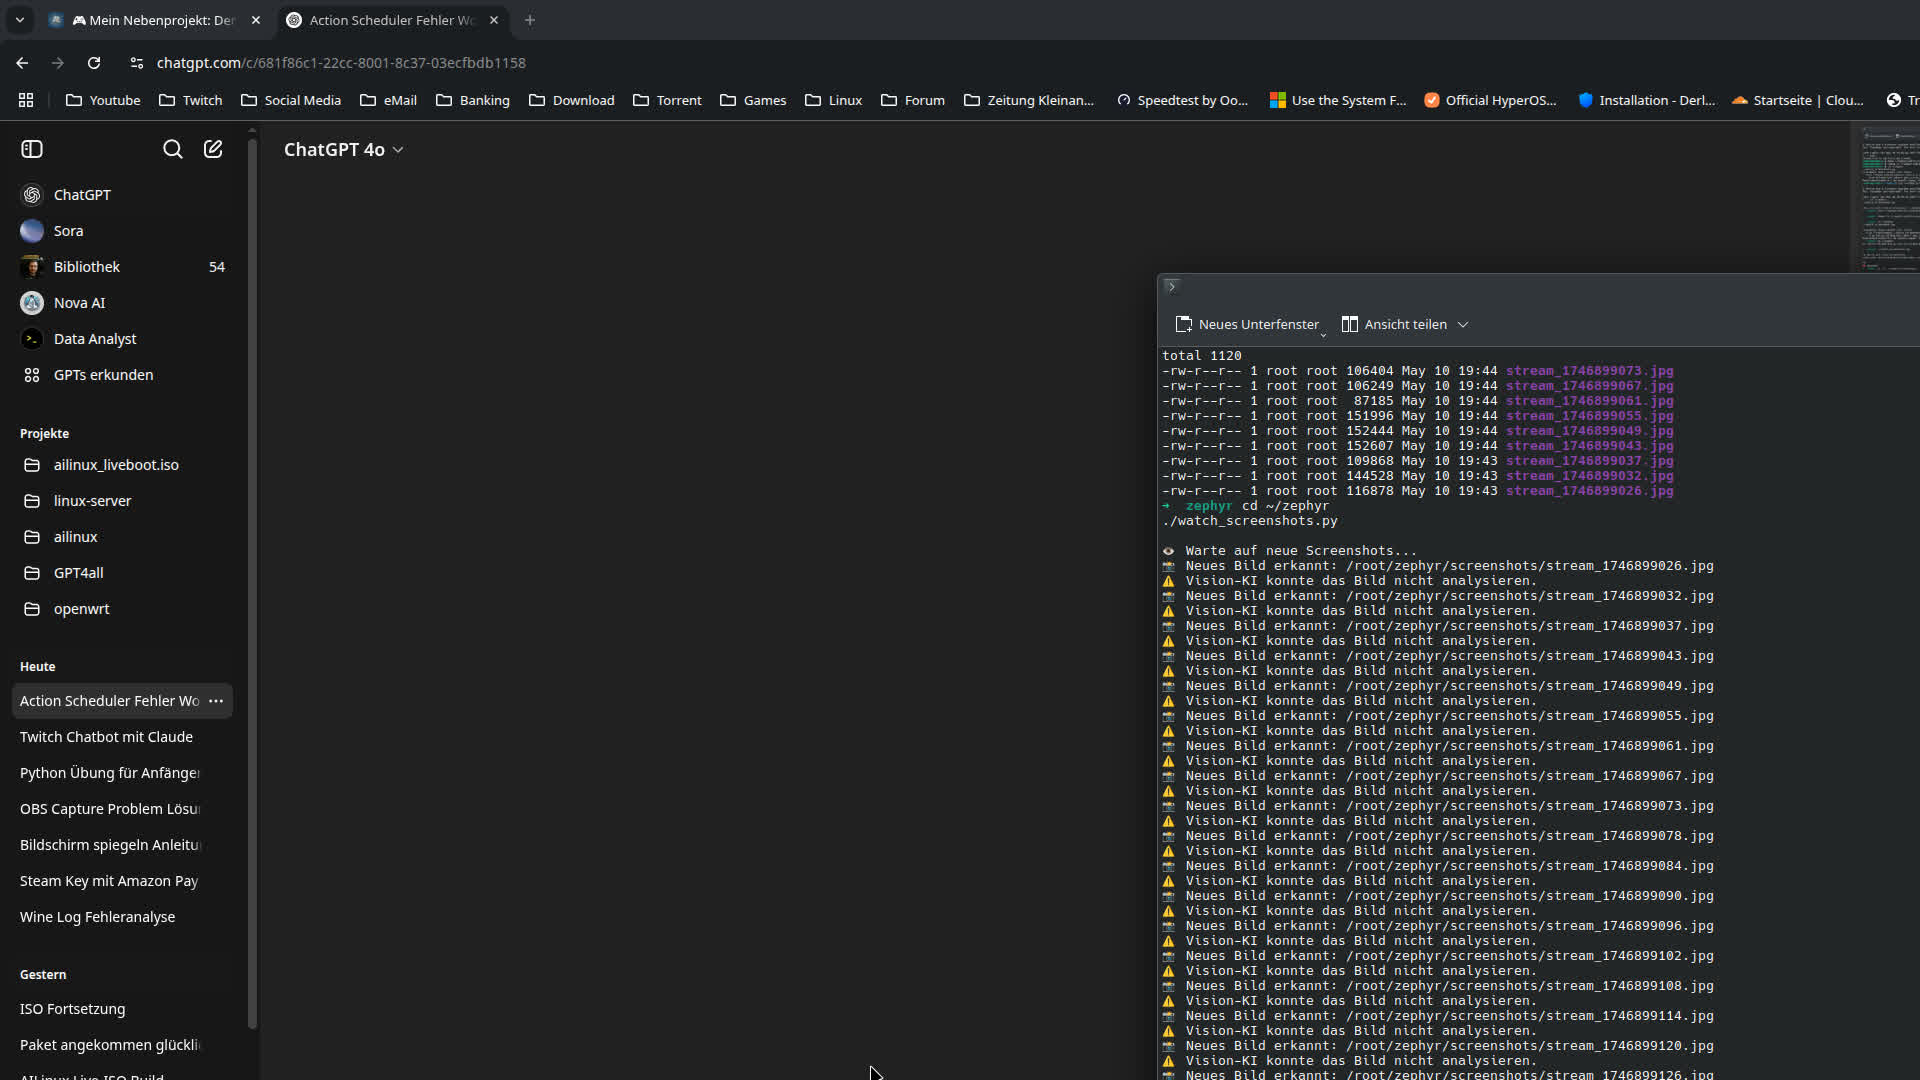 🎮 Mein Nebenprojekt: Der
Action Scheduler Fehler Wo
chatgpt.com/c/681f86c1-22cc-8001-8c37-03ecfbdb1158
Youtube
Twitch
Social Media
eMail
Banking
Download
Torrent
Games
Linux
Forum
Zeitung Kleinan...
Speedtest by Oo...
Use the System F...
Official HyperOS...
Installation - Derl...
Startseite | Clou...
Tr
ChatGPT 4o
ChatGPT
Sora
Bibliothek 54
Nova AI
Data Analyst
GPTs erkunden
Projekte
ailinux_liveboot.iso
linux-server
ailinux
GPT4all
openwrt
Heute
Action Scheduler Fehler Wo
Twitch Chatbot mit Claude
Python Übung für Anfänger
OBS Capture Problem Lösu
Bildschirm spiegeln Anleitu
Steam Key mit Amazon Pay
Wine Log Fehleranalyse
Gestern
ISO Fortsetzung
Paket angekommen glückli
AILinux Live ISO Build
Neues Unterfenster
Ansicht teilen
total 1120
-rw-r--r-- 1 root root 106404 May 10 19:44 stream_1746899073.jpg
-rw-r--r-- 1 root root 106249 May 10 19:44 stream_1746899067.jpg
-rw-r--r-- 1 root root  87185 May 10 19:44 stream_1746899061.jpg
-rw-r--r-- 1 root root 151996 May 10 19:44 stream_1746899055.jpg
-rw-r--r-- 1 root root 152444 May 10 19:44 stream_1746899049.jpg
-rw-r--r-- 1 root root 152607 May 10 19:44 stream_1746899043.jpg
-rw-r--r-- 1 root root 109868 May 10 19:43 stream_1746899037.jpg
-rw-r--r-- 1 root root 144528 May 10 19:43 stream_1746899032.jpg
-rw-r--r-- 1 root root 116878 May 10 19:43 stream_1746899026.jpg
➜ zephyr cd ~/zephyr
./watch_screenshots.py
👁 Warte auf neue Screenshots...
📸 Neues Bild erkannt: /root/zephyr/screenshots/stream_1746899026.jpg
⚠ Vision-KI konnte das Bild nicht analysieren.
📸 Neues Bild erkannt: /root/zephyr/screenshots/stream_1746899032.jpg
⚠ Vision-KI konnte das Bild nicht analysieren.
📸 Neues Bild erkannt: /root/zephyr/screenshots/stream_1746899037.jpg
⚠ Vision-KI konnte das Bild nicht analysieren.
📸 Neues Bild erkannt: /root/zephyr/screenshots/stream_1746899043.jpg
⚠ Vision-KI konnte das Bild nicht analysieren.
📸 Neues Bild erkannt: /root/zephyr/screenshots/stream_1746899049.jpg
⚠ Vision-KI konnte das Bild nicht analysieren.
📸 Neues Bild erkannt: /root/zephyr/screenshots/stream_1746899055.jpg
⚠ Vision-KI konnte das Bild nicht analysieren.
📸 Neues Bild erkannt: /root/zephyr/screenshots/stream_1746899061.jpg
⚠ Vision-KI konnte das Bild nicht analysieren.
📸 Neues Bild erkannt: /root/zephyr/screenshots/stream_1746899067.jpg
⚠ Vision-KI konnte das Bild nicht analysieren.
📸 Neues Bild erkannt: /root/zephyr/screenshots/stream_1746899073.jpg
⚠ Vision-KI konnte das Bild nicht analysieren.
📸 Neues Bild erkannt: /root/zephyr/screenshots/stream_1746899078.jpg
⚠ Vision-KI konnte das Bild nicht analysieren.
📸 Neues Bild erkannt: /root/zephyr/screenshots/stream_1746899084.jpg
⚠ Vision-KI konnte das Bild nicht analysieren.
📸 Neues Bild erkannt: /root/zephyr/screenshots/stream_1746899090.jpg
⚠ Vision-KI konnte das Bild nicht analysieren.
📸 Neues Bild erkannt: /root/zephyr/screenshots/stream_1746899096.jpg
⚠ Vision-KI konnte das Bild nicht analysieren.
📸 Neues Bild erkannt: /root/zephyr/screenshots/stream_1746899102.jpg
⚠ Vision-KI konnte das Bild nicht analysieren.
📸 Neues Bild erkannt: /root/zephyr/screenshots/stream_1746899108.jpg
⚠ Vision-KI konnte das Bild nicht analysieren.
📸 Neues Bild erkannt: /root/zephyr/screenshots/stream_1746899114.jpg
⚠ Vision-KI konnte das Bild nicht analysieren.
📸 Neues Bild erkannt: /root/zephyr/screenshots/stream_1746899120.jpg
⚠ Vision-KI konnte das Bild nicht analysieren.
📸 Neues Bild erkannt: /root/zephyr/screenshots/stream_1746899126.jpg